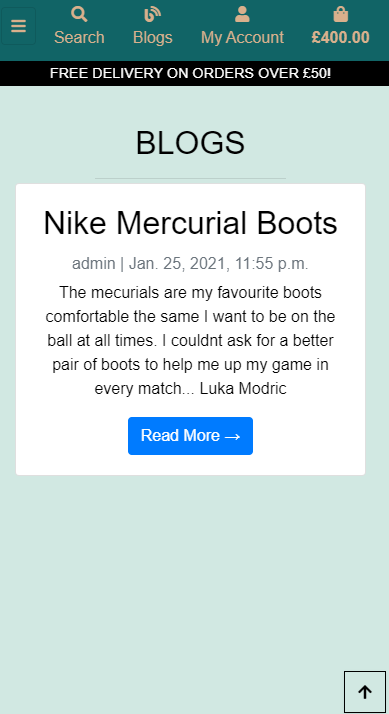 Search Blogs My Account £400.00
FREE DELIVERY ON ORDERS OVER £50!
BLOGS
Nike Mercurial Boots
admin | Jan. 25, 2021, 11:55 p.m.
The mecurials are my favourite boots
comfortable the same I want to be on the
ball at all times. I couldnt ask for a better
pair of boots to help me up my game in
every match... Luka Modric
Read More →